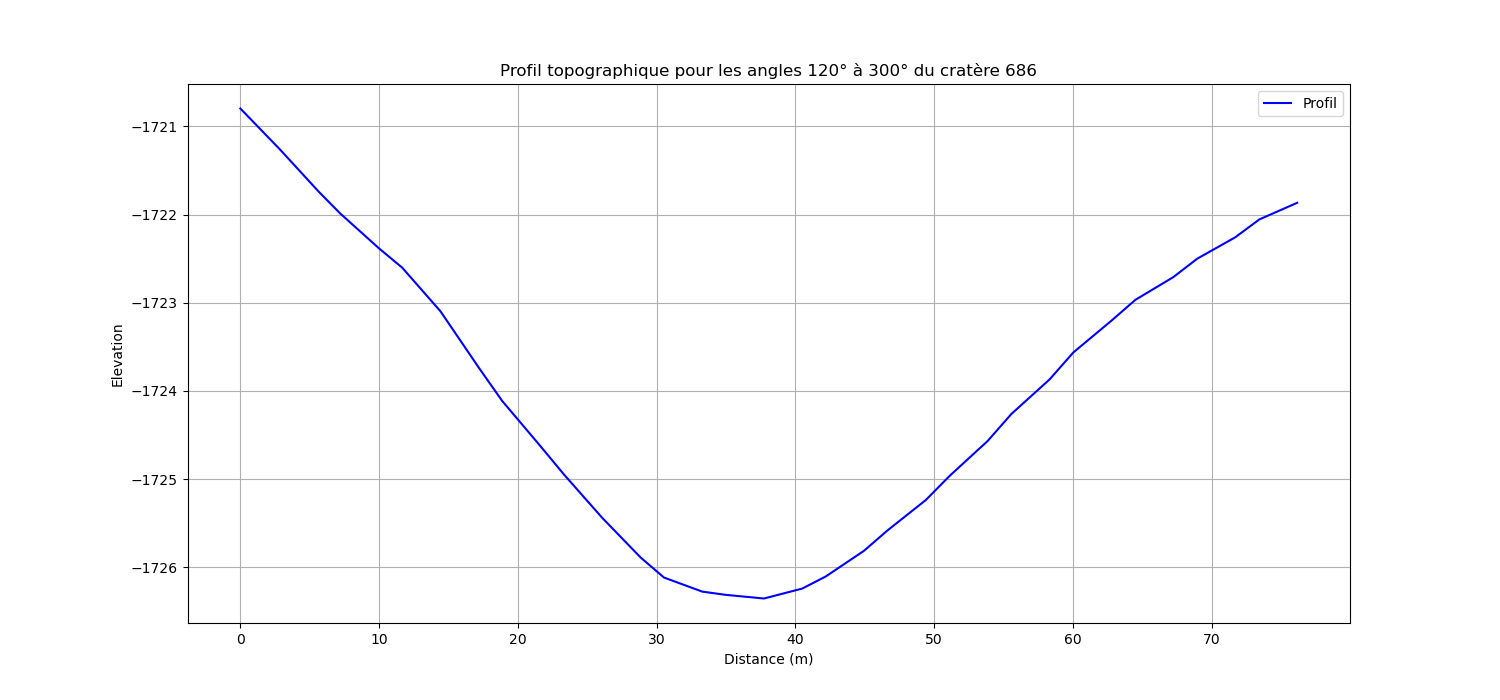 Profil topographique pour les angles 120° à 300° du cratère 686
Profil
−1721
−1722
−1723
−1724
−1725
−1726
Elevation
0 10 20 30 40 50 60 70
Distance (m)